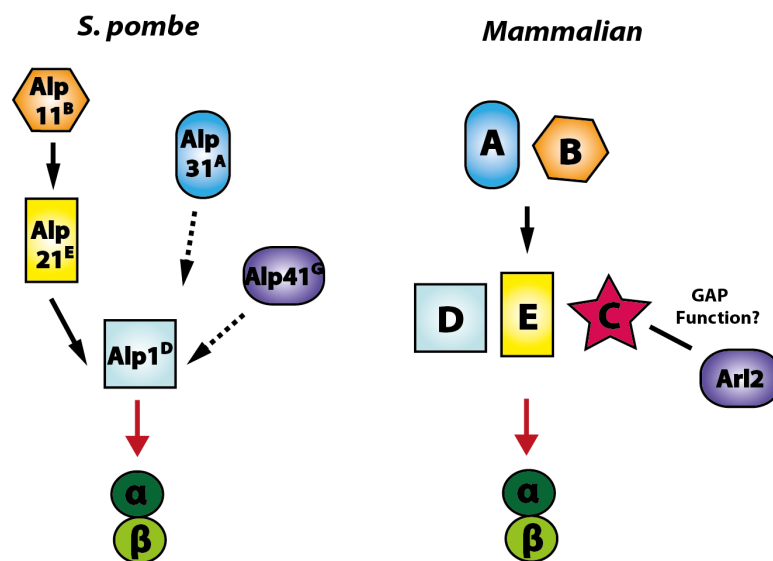 S. pombe
Mammalian
Alp
11B
Alp
31A
A
B
Alp
21E
Alp41G
Alp1D
D
E
C
GAP
Function?
Arl2
α
β
α
β